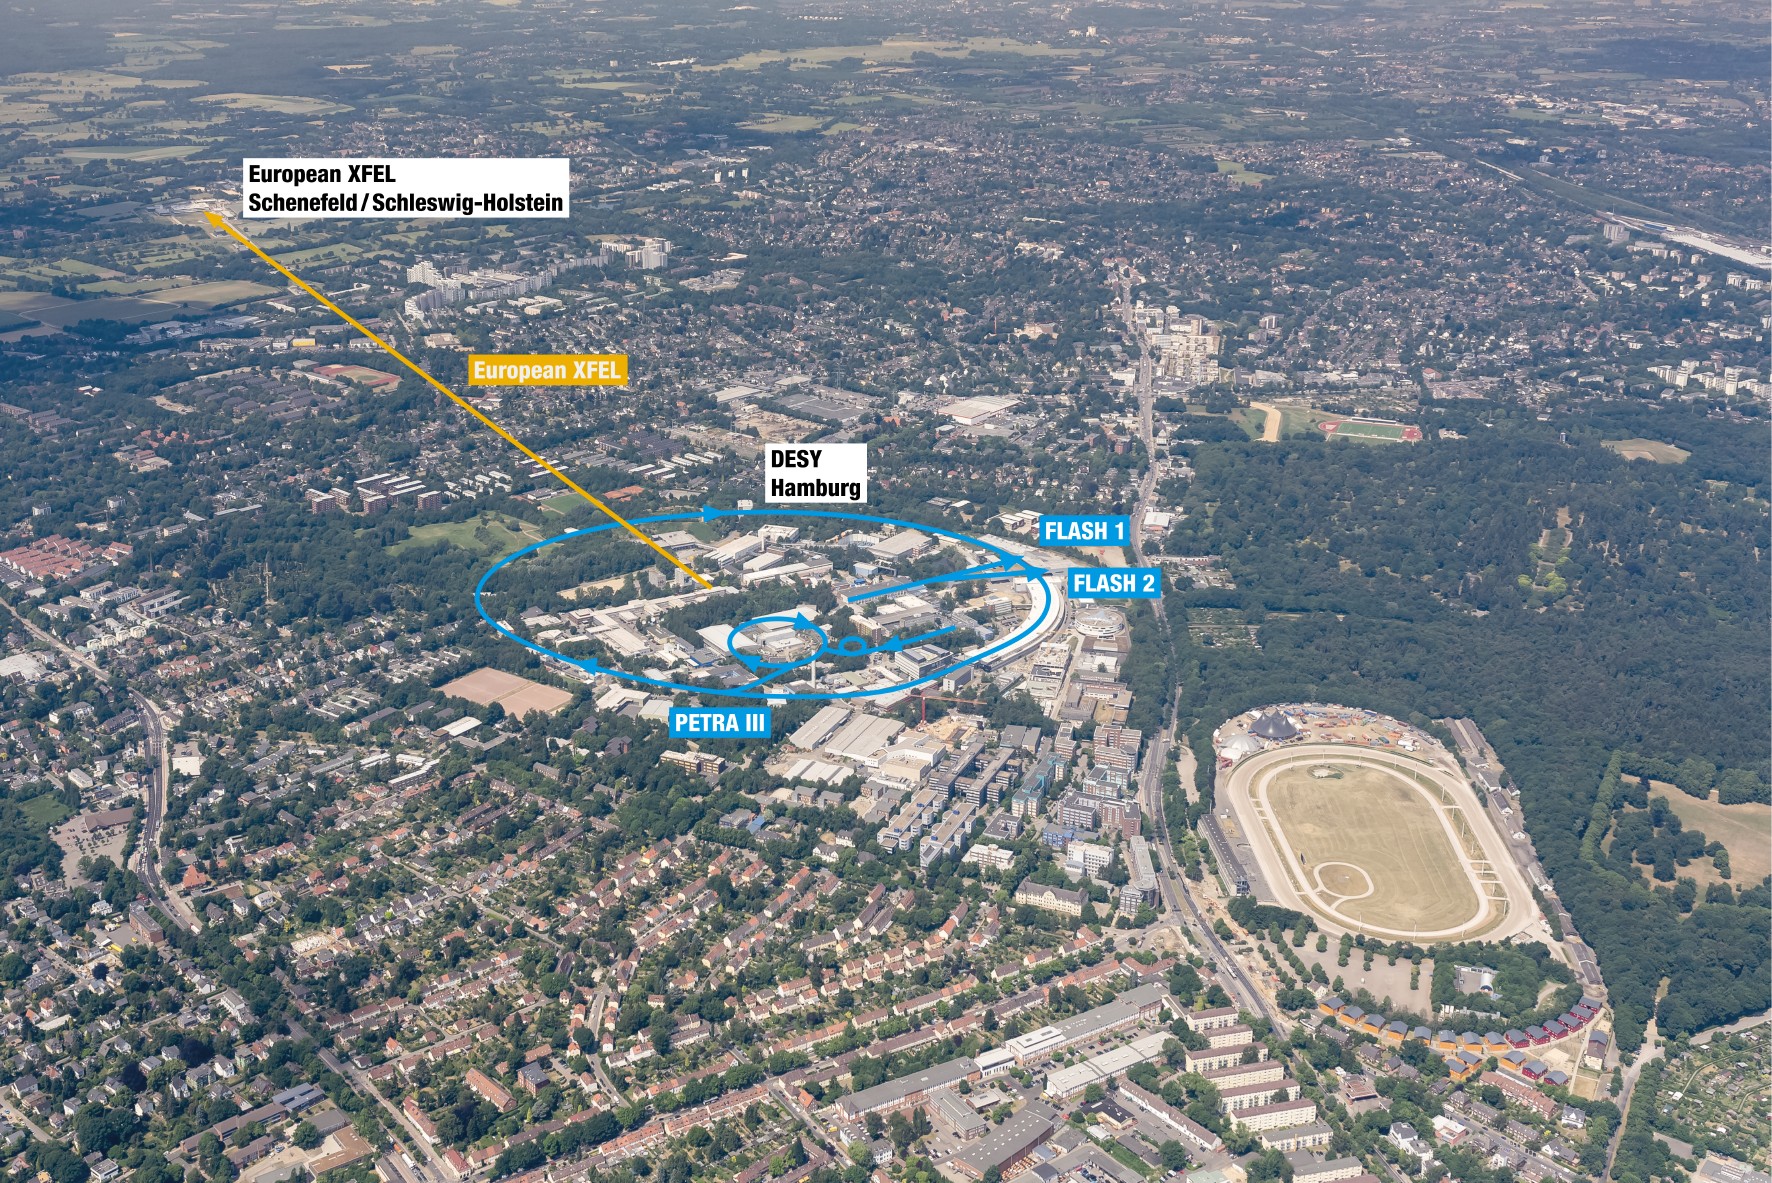 European XFEL
Schenefeld / Schleswig-Holstein
European XFEL
DESY
Hamburg
FLASH 1
FLASH 2
PETRA III